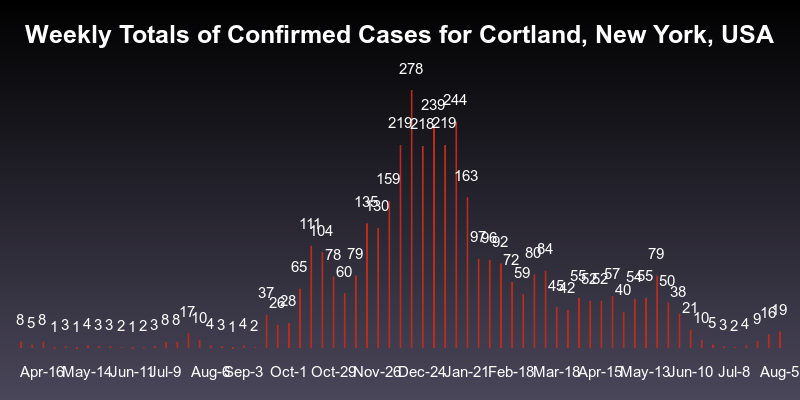 Weekly Totals of Confirmed Cases for Cortland, New York, USA
8 5 8 1 3 1 4 3 3 2 1 2 3 8 8 17 10 4 3 1 4 2 37 26 28 65 111 104 78 60 79 135 130 159 219 278 218 239 219 244 163 97 96 92 72 59 80 84 45 42 55 52 52 57 40 54 55 79 50 38 21 10 5 3 2 4 9 16 19
Apr-16 May-14 Jun-11 Jul-9 Aug-6 Sep-3 Oct-1 Oct-29 Nov-26 Dec-24 Jan-21 Feb-18 Mar-18 Apr-15 May-13 Jun-10 Jul-8 Aug-5